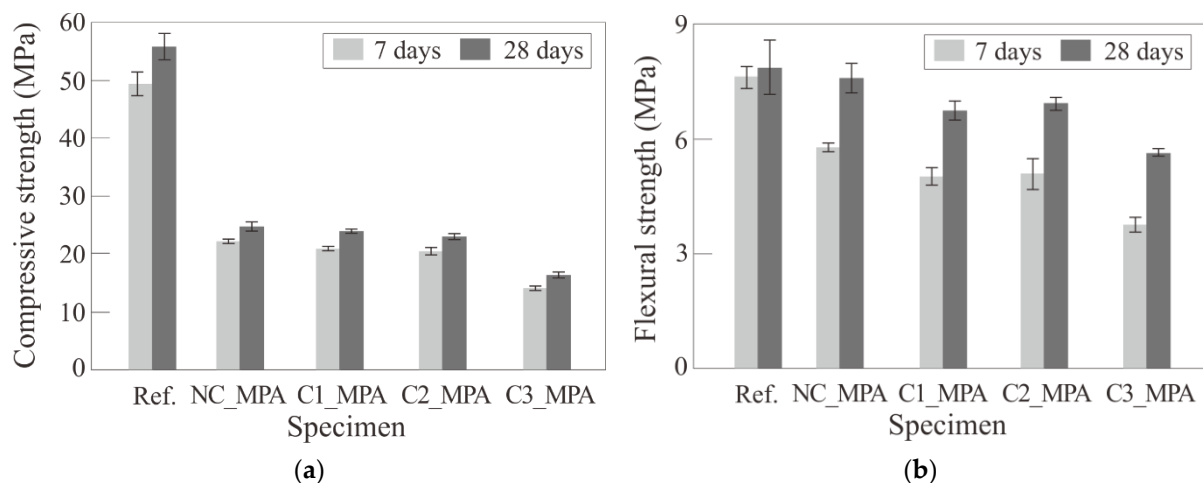 Compressive strength (MPa)
60
50
40
30
20
10
0
7 days 28 days
Ref. NC_MPA C1_MPA C2_MPA C3_MPA
Specimen
(a)
Flexural strength (MPa)
9
6
3
0
7 days 28 days
Ref. NC_MPA C1_MPA C2_MPA C3_MPA
Specimen
(b)